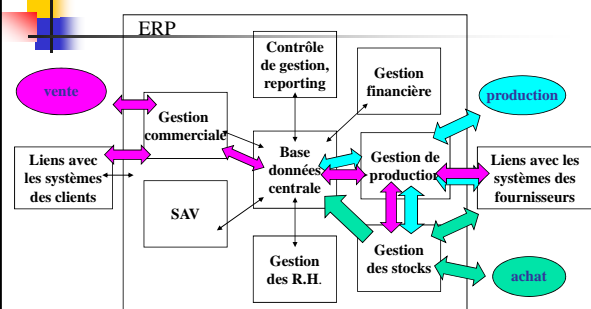 ERP
Contrôle
de gestion,
reporting
Gestion
financière
vente
production
Gestion
commerciale
Base
données
centrale
Gestion de
production
Liens avec
les systèmes
des clients
Liens avec les
systèmes des
fournisseurs
SAV
Gestion
des R.H.
Gestion
des stocks
achat